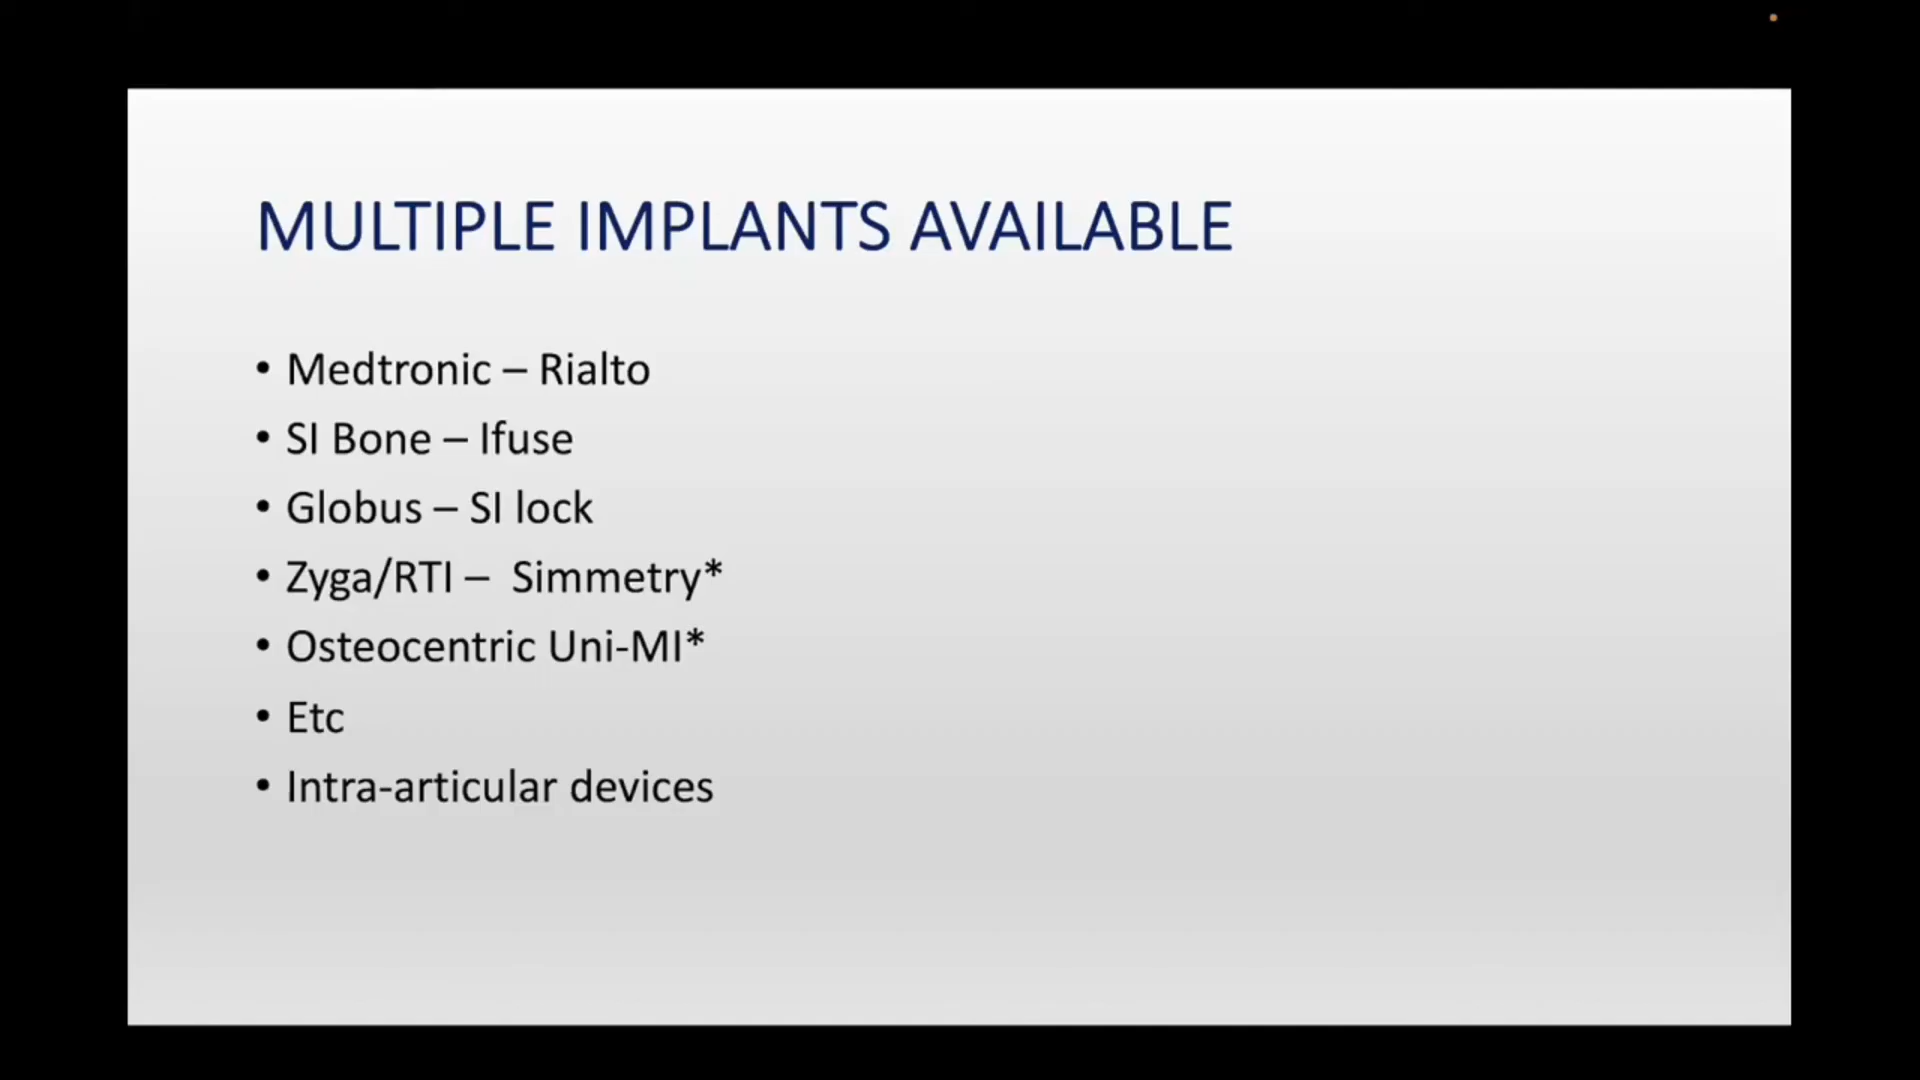 MULTIPLE IMPLANTS AVAILABLE
• Medtronic – Rialto
• SI Bone – Ifuse
• Globus – SI lock
• Zyga/RTI –  Simmetry*
• Osteocentric Uni-MI*
• Etc
• Intra-articular devices